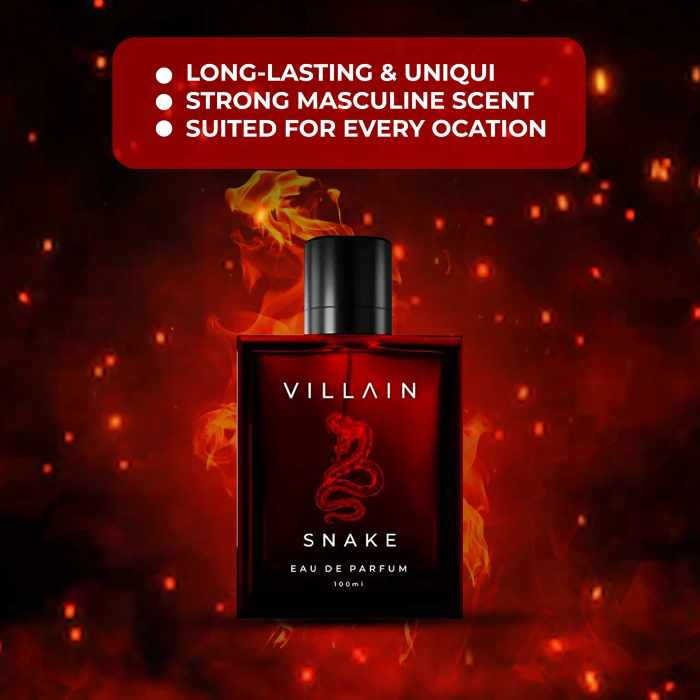 LONG-LASTING & UNIQUI
STRONG MASCULINE SCENT
SUITED FOR EVERY OCATION
VILLAIN
SNAKE
EAU DE PARFUM
100ml